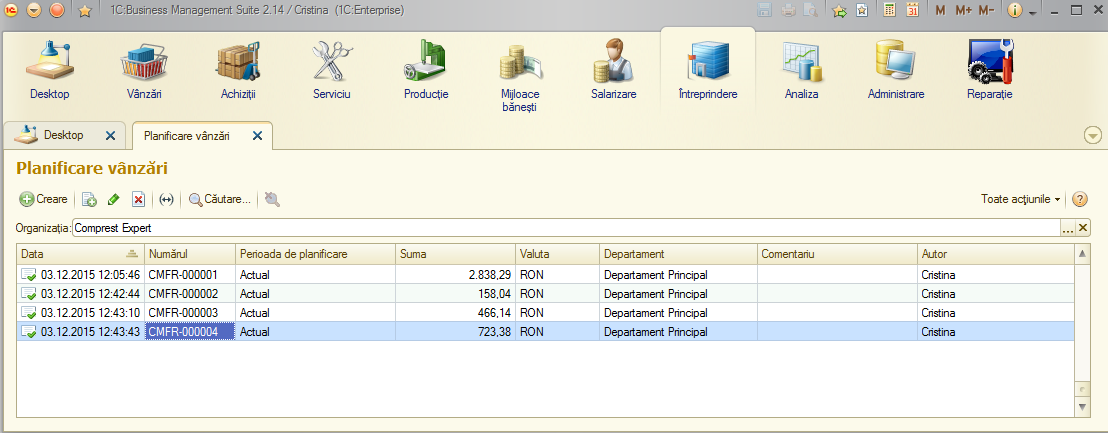 1C:Business Management Suite 2.14 / Cristina (1C:Enterprise)
M M+ M-
Desktop Vânzări Achiziții Serviciu Producție Mijloace bănești Salarizare Întreprindere Analiza Administrare Reparație
Desktop Planificare vânzări
Planificare vânzări
Creare Căutare... Toate acțiunile
Organizația: Comprest Expert
Data Numărul Perioada de planificare Suma Valuta Departament Comentariu Autor
03.12.2015 12:05:46 CMFR-000001 Actual 2.838,29 RON Departament Principal Cristina
03.12.2015 12:42:44 CMFR-000002 Actual 158,04 RON Departament Principal Cristina
03.12.2015 12:43:10 CMFR-000003 Actual 466,14 RON Departament Principal Cristina
03.12.2015 12:43:43 CMFR-000004 Actual 723,38 RON Departament Principal Cristina